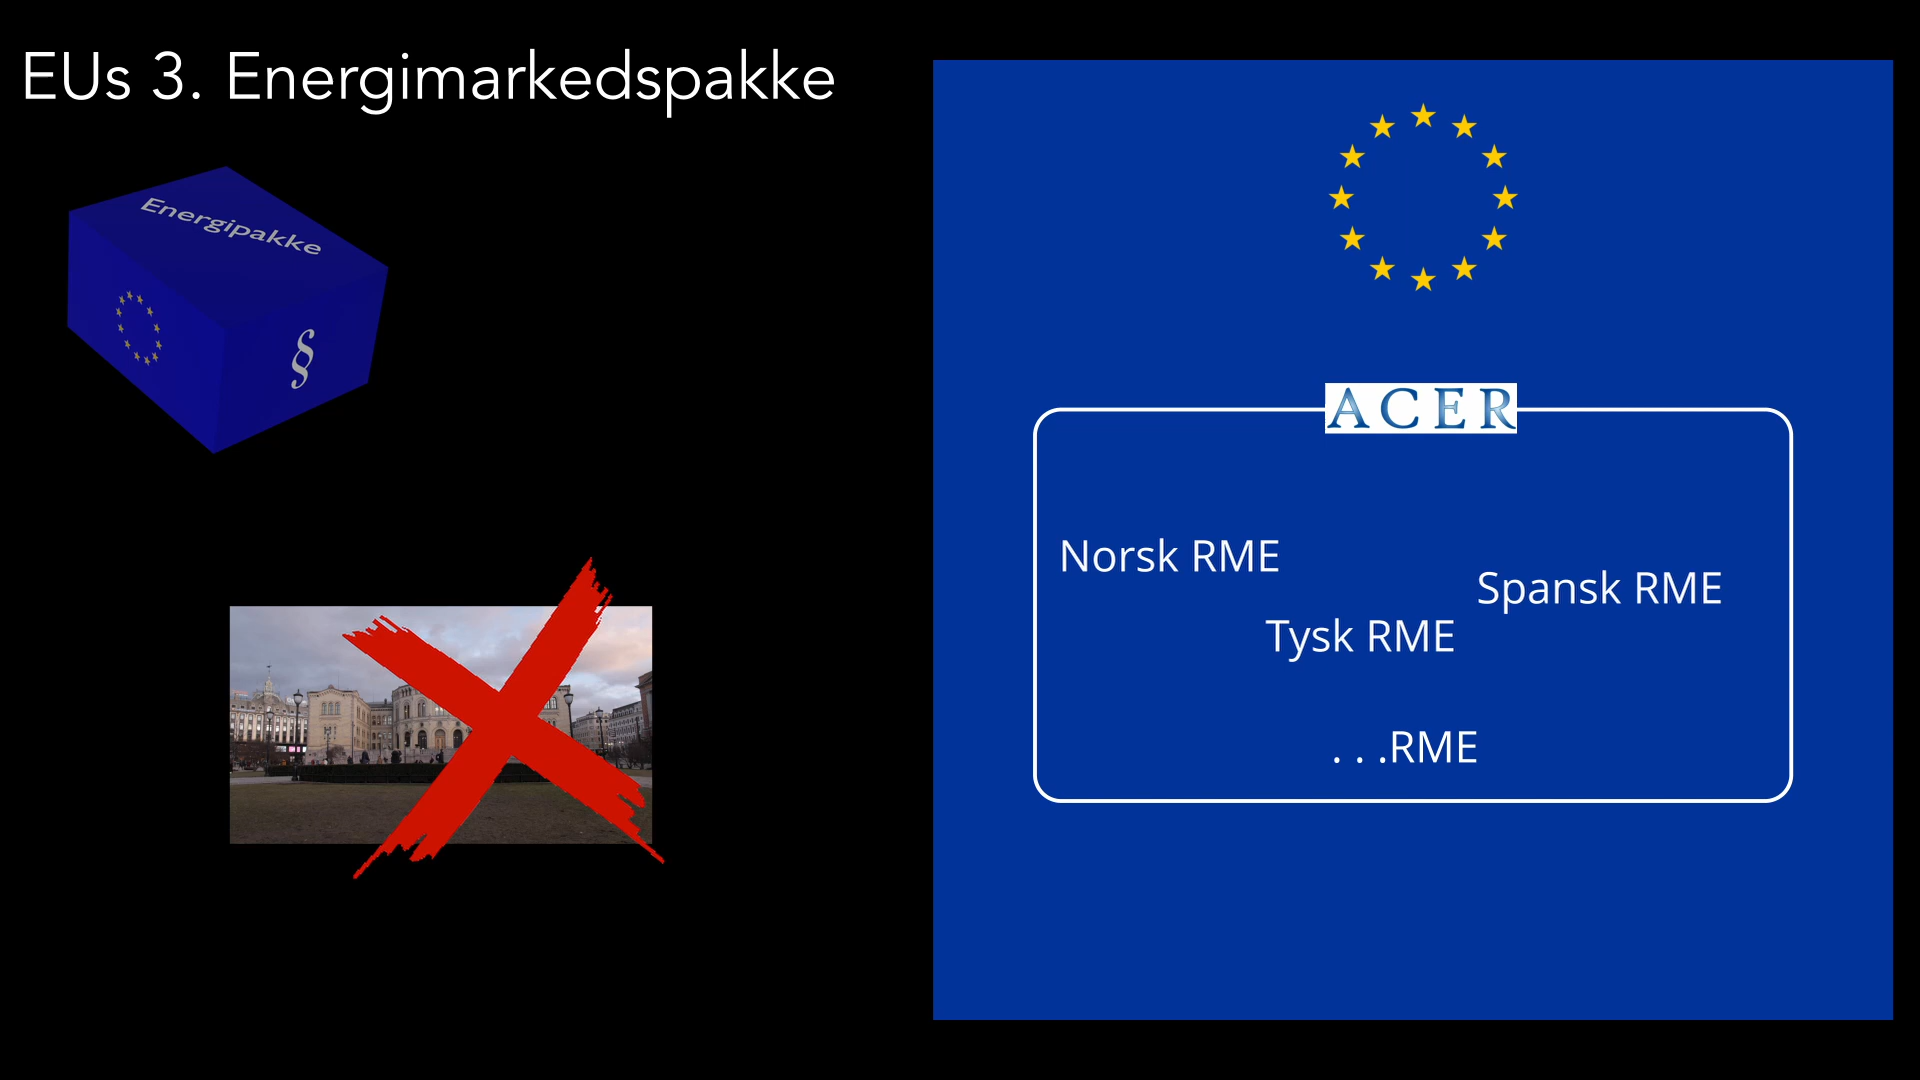 EUs 3. Energimarkedspakke
Energipakke
§
ACER
Norsk RME
Spansk RME
Tysk RME
. . .RME